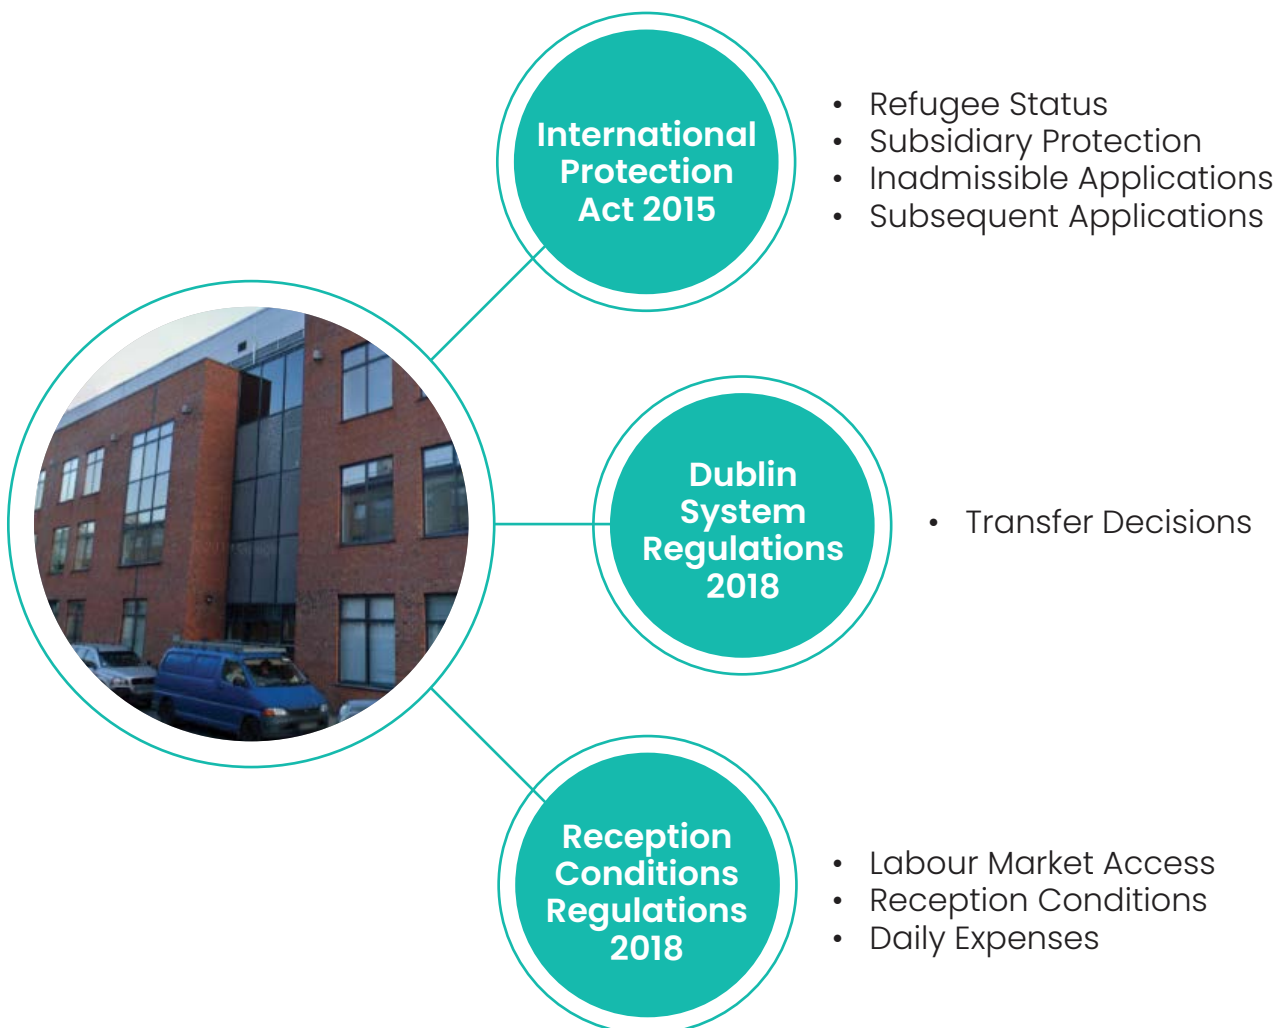 International
Protection
Act 2015
• Refugee Status
• Subsidiary Protection
• Inadmissible Applications
• Subsequent Applications
Dublin
System
Regulations
2018
• Transfer Decisions
Reception
Conditions
Regulations
2018
• Labour Market Access
• Reception Conditions
• Daily Expenses